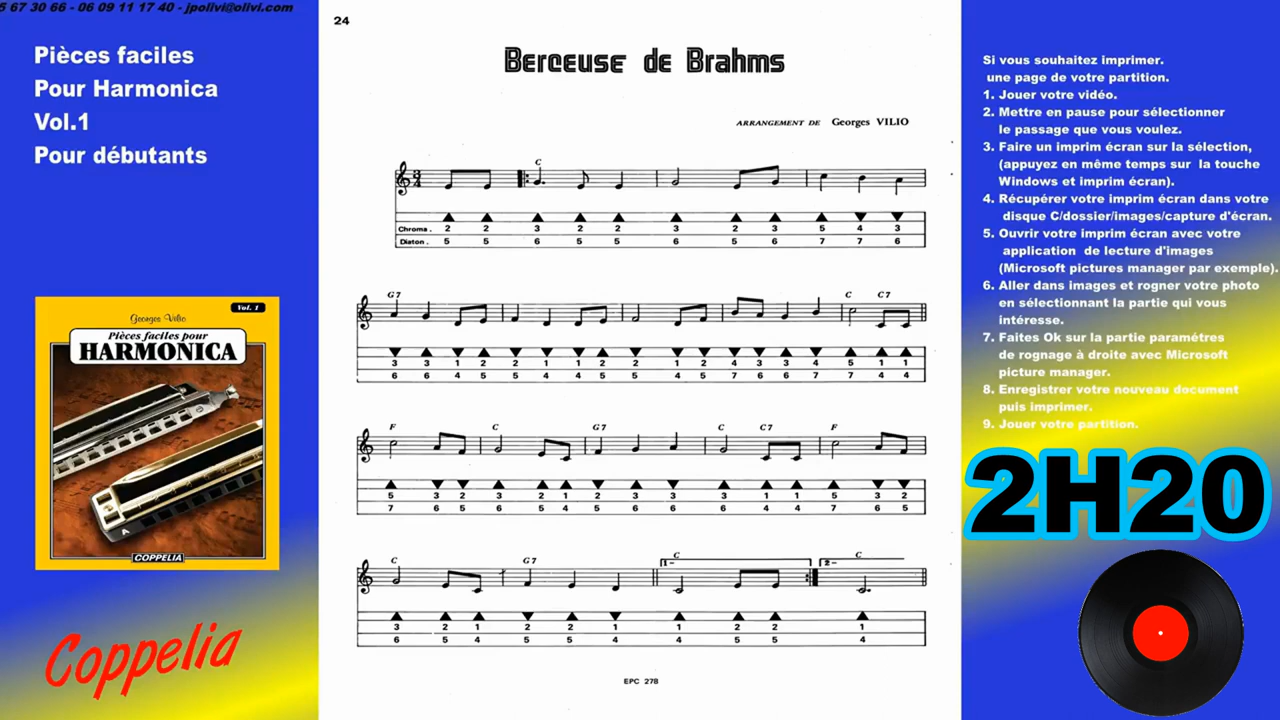 5 67 30 66 - 06 09 11 17 40 - jpolivi@olivi.com
Pièces faciles
Pour Harmonica
Vol.1
Pour débutants
Vol. 1
Georges Vilio
Pièces faciles pour
HARMONICA
A
COPPELIA
Coppelia
24
Berceuse de Brahms
ARRANGEMENT DE Georges VILIO
C
3
4
Chroma. 2 2 3 2 2 3 2 3 5 4 3
Diaton. 5 5 6 5 5 6 5 6 7 7 6
G7 C C7
3 3 1 2 2 1 1 2 2 1 2 4 3 3 4 5 1 1
6 6 4 5 5 4 4 5 5 4 5 7 6 6 7 7 4 4
F C G7 C C7 F
5 3 2 3 2 1 2 3 3 3 1 1 5 3 2
7 6 5 6 5 4 5 6 6 6 4 4 7 6 5
C G7 1- C 2- C
3 2 1 2 2 1 1 2 2 1
6 5 4 5 5 4 4 5 5 4
EPC 278
Si vous souhaitez imprimer.
une page de votre partition.
1. Jouer votre vidéo.
2. Mettre en pause pour sélectionner
le passage que vous voulez.
3. Faire un imprim écran sur la sélection,
(appuyez en même temps sur la touche
Windows et imprim écran).
4. Récupérer votre imprim écran dans votre
disque C/dossier/images/capture d'écran.
5. Ouvrir votre imprim écran avec votre
application de lecture d'images
(Microsoft pictures manager par exemple).
6. Aller dans images et rogner votre photo
en sélectionnant la partie qui vous
intéresse.
7. Faites Ok sur la partie paramétres
de rognage à droite avec Microsoft
picture manager.
8. Enregistrer votre nouveau document
puis imprimer.
9. Jouer votre partition.
2H20